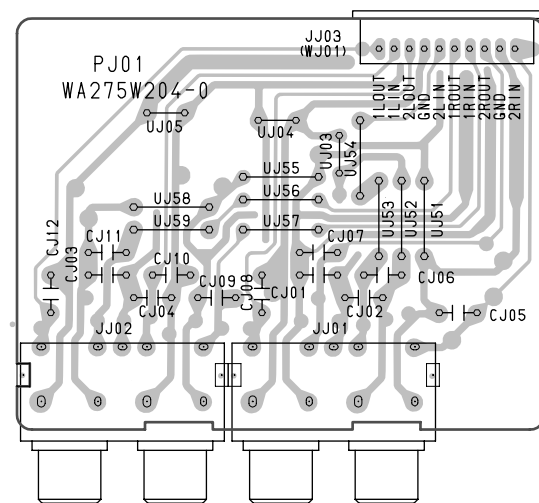 JJ03
(WJ01)
PJ01
WA275W204-0
1LOUT
1LIN
2LOUT
GND
2LIN
1ROUT
1RIN
2ROUT
GND
2RIN
UJ05
UJ04
UJ03
UJ54
UJ55
UJ56
UJ57
UJ58
UJ59
UJ53
UJ52
UJ51
CJ12
CJ03
CJ11
CJ10
CJ09
CJ04
CJ08
CJ01
CJ07
CJ02
CJ06
CJ05
JJ02
JJ01